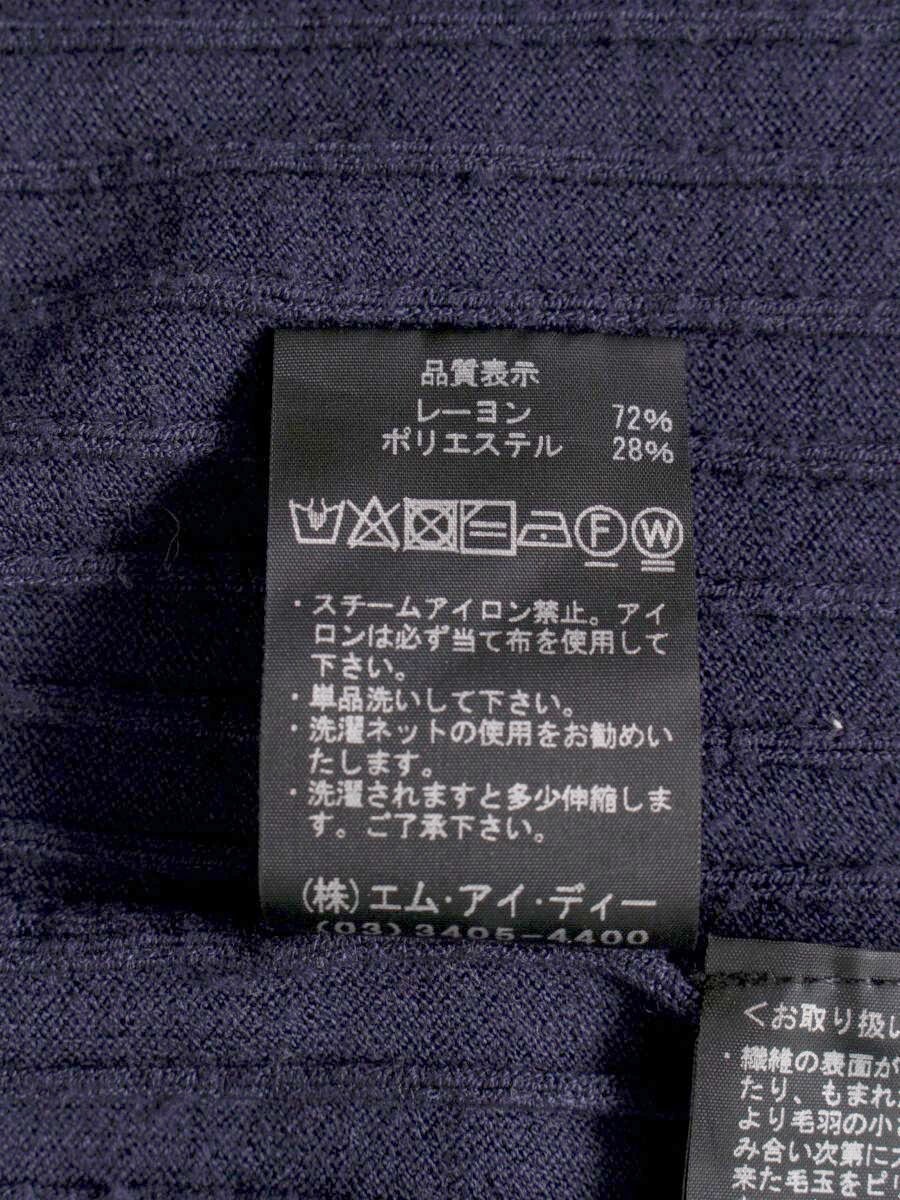 品質表示
レーヨン 72%
ポリエステル 28%
F W
・スチームアイロン禁止。アイ
ロンは必ず当て布を使用して
下さい。
・単品洗いして下さい。
・洗濯ネットの使用をお勧めい
たします。
・洗濯されますと多少伸縮しま
す。ご了承下さい。
(株)エム・アイ・ディー
(03)3405-4400
＜お取り扱い
・繊維の表面が
たり、もまれ
より毛羽の小
み合い次第に
来た毛玉をピ